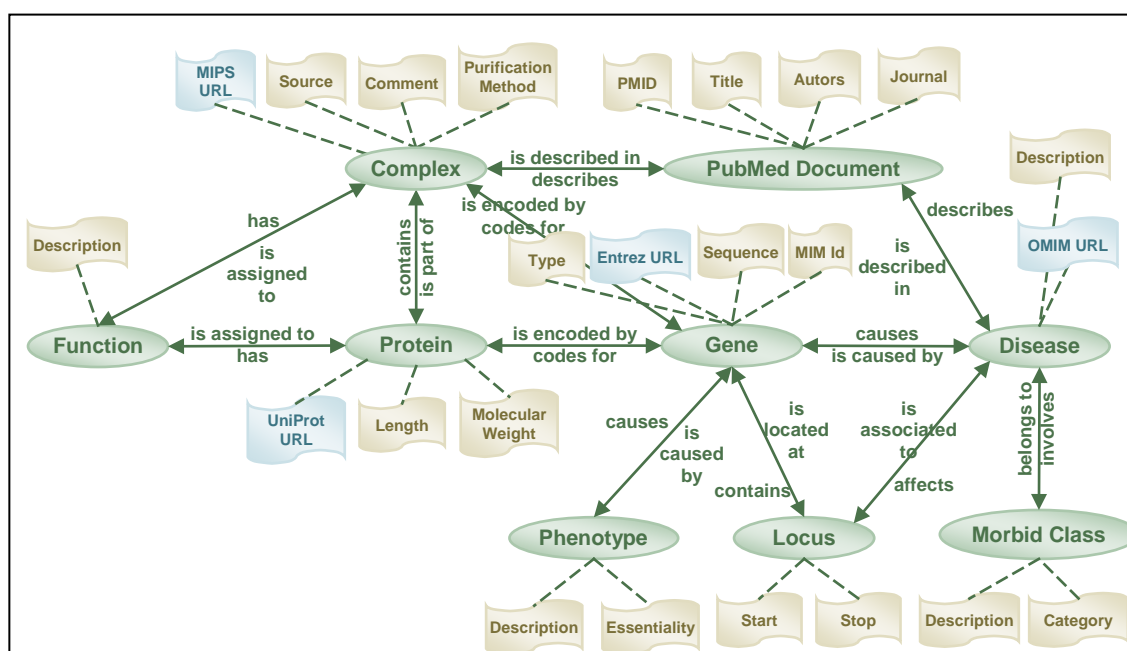 MIPS
URL
Source
Comment
Purification
Method
PMID
Title
Autors
Journal
Complex
is described in
describes
PubMed Document
Description
has
is
assigned
to
contains
is part of
is encoded by
codes for
describes
is
described
in
OMIM URL
Description
Type
Entrez URL
Sequence
MIM Id
Function
is assigned to
has
Protein
is encoded by
codes for
Gene
causes
is caused by
Disease
UniProt
URL
Length
Molecular
Weight
causes
is
caused
by
is
located
at
contains
is
associated
to
affects
belongs to
involves
Phenotype
Locus
Morbid Class
Description
Essentiality
Start
Stop
Description
Category